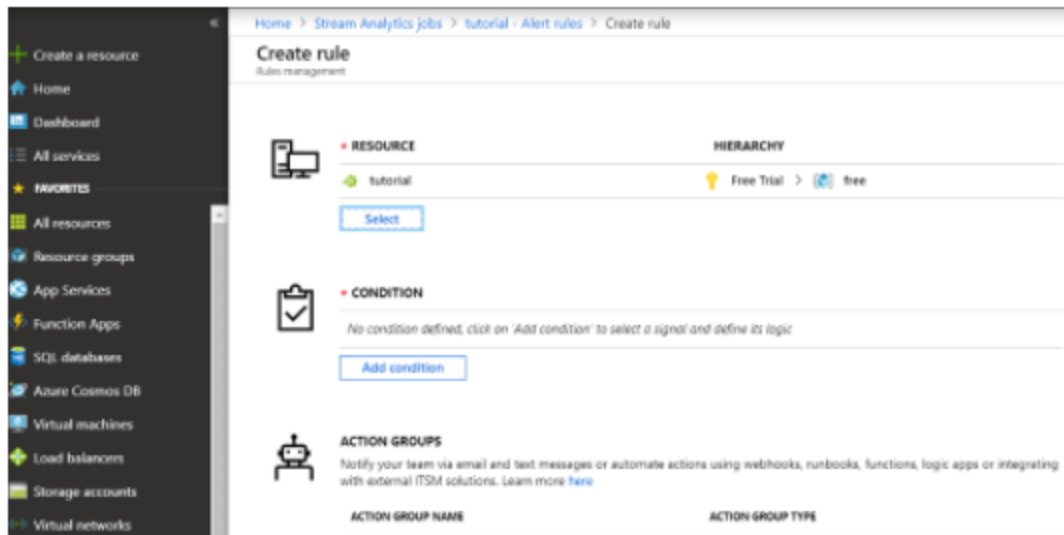 Home > Stream Analytics jobs > tutorial - Alert rules > Create rule
Create rule
Rules management
Create a resource
Home
Dashboard
All services
FAVORITES
All resources
Resource groups
App Services
Function Apps
SQL databases
Azure Cosmos DB
Virtual machines
Load balancers
Storage accounts
Virtual networks
* RESOURCE HIERARCHY
tutorial Free Trial > free
Select
* CONDITION
No condition defined, click on 'Add condition' to select a signal and define its logic
Add condition
ACTION GROUPS
Notify your team via email and text messages or automate actions using webhooks, runbooks, functions, logic apps or integrating
with external ITSM solutions. Learn more here
ACTION GROUP NAME ACTION GROUP TYPE